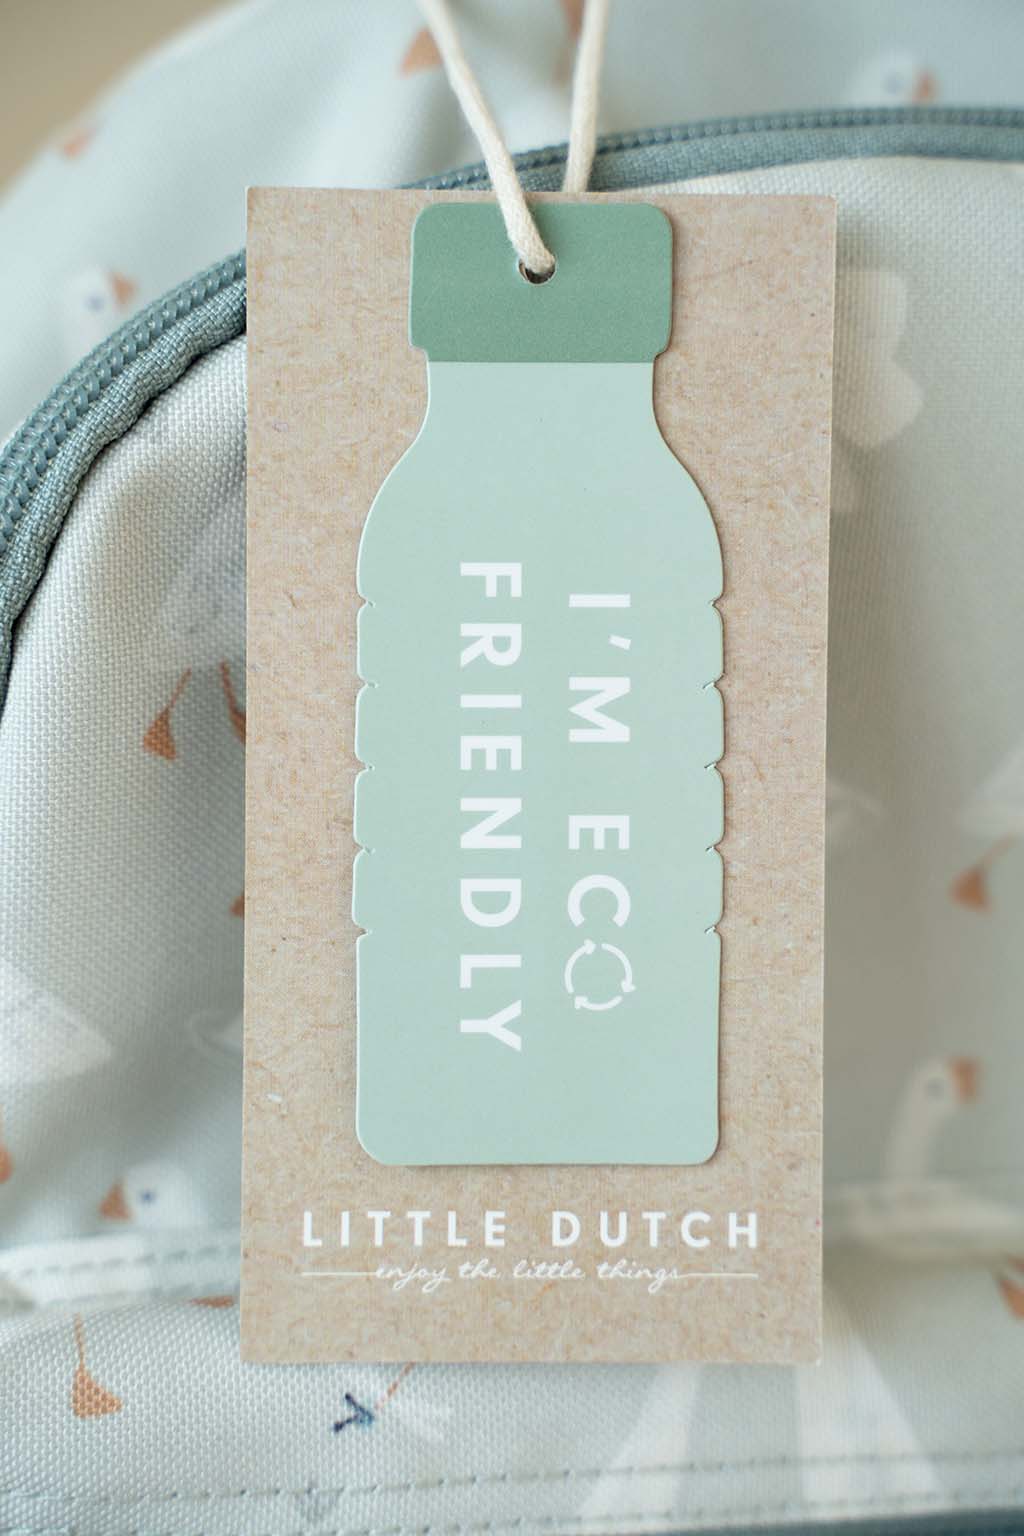 I'M ECO
FRIENDLY
LITTLE DUTCH
enjoy the little things